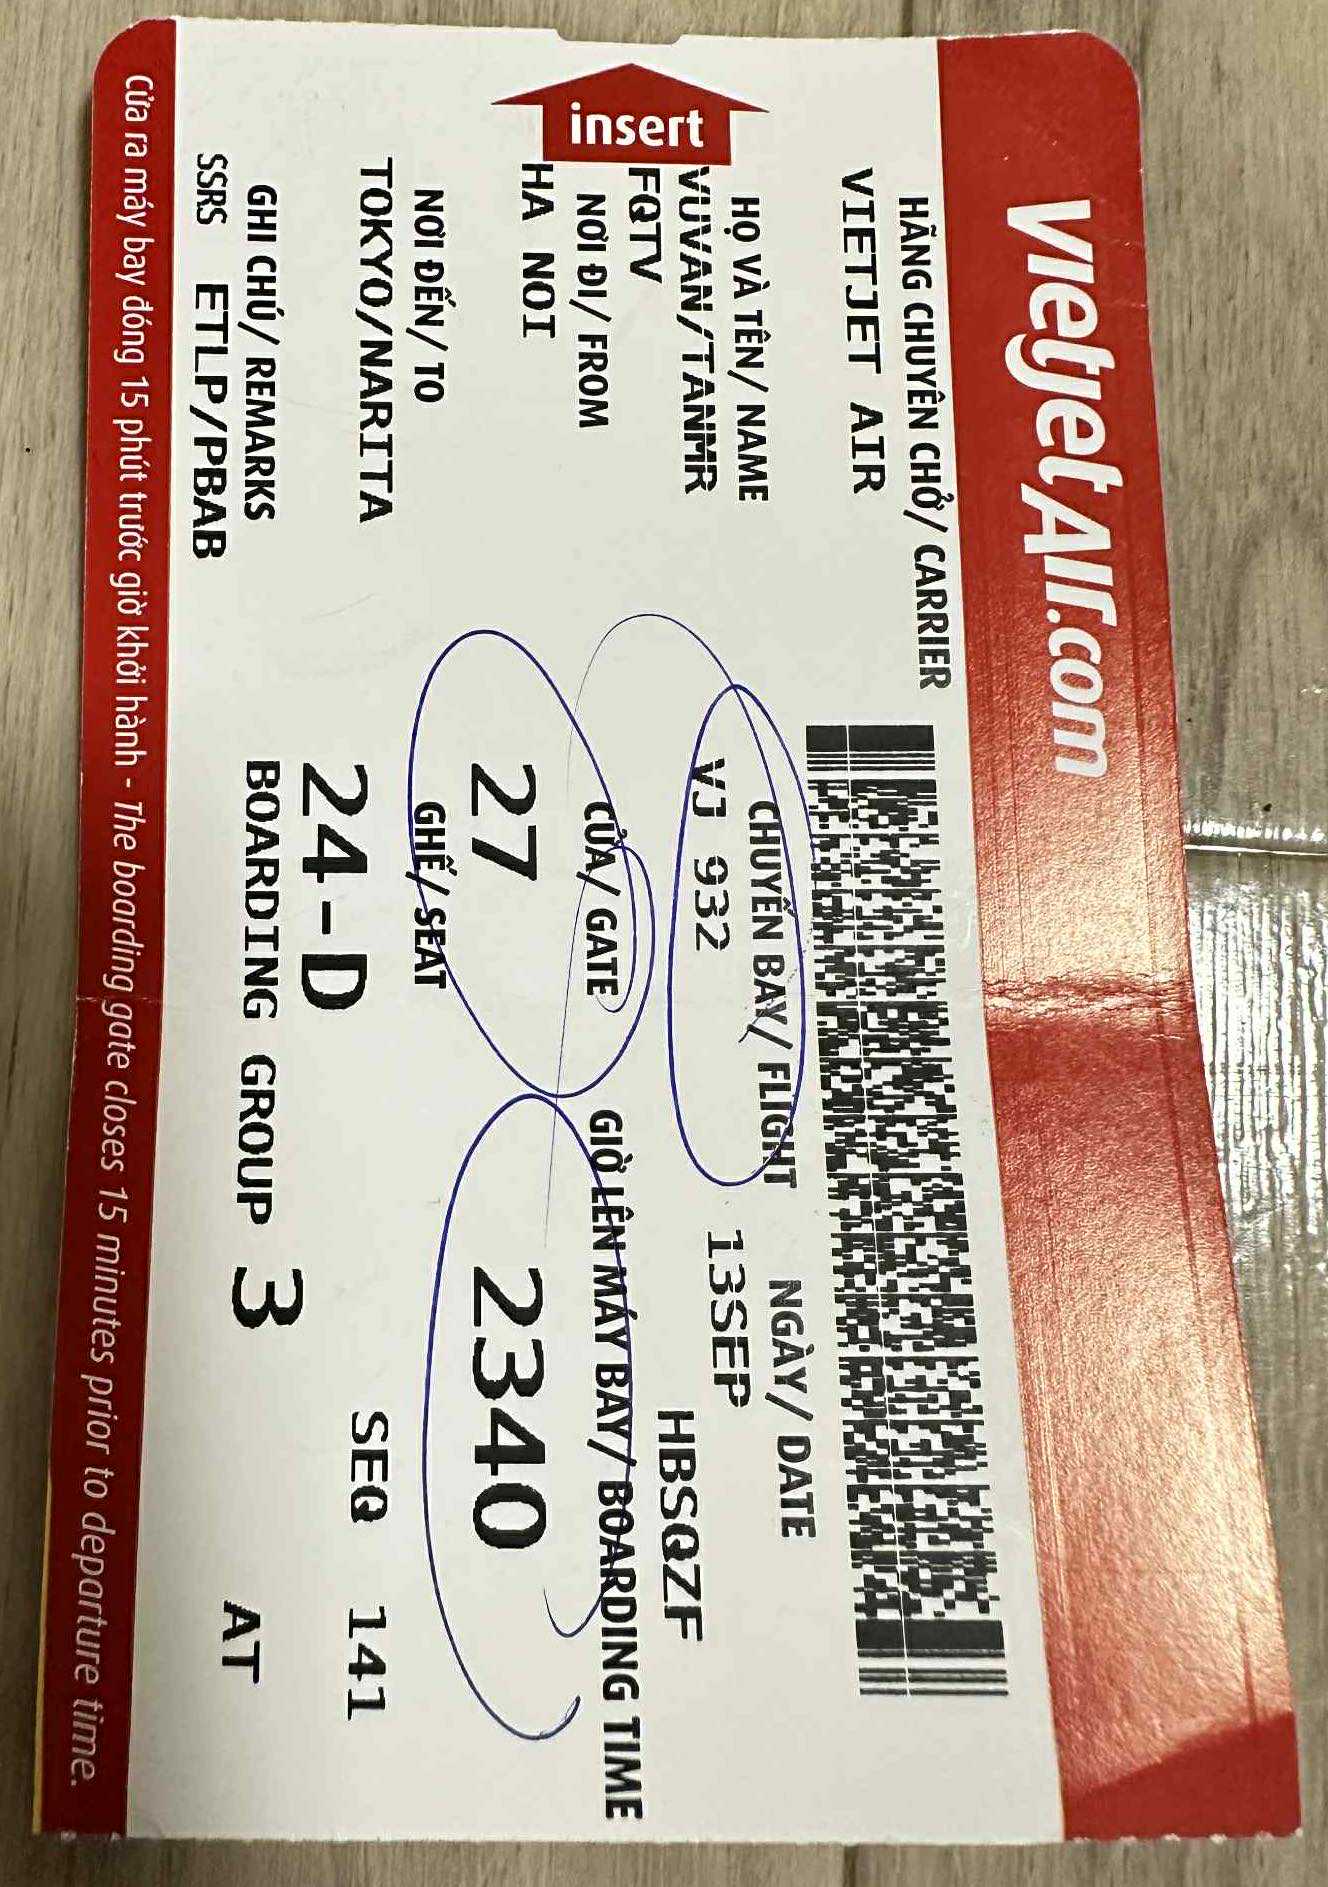 vietjetAir.com
HÃNG CHUYÊN CHỞ/ CARRIER
VIETJET AIR
HỌ VÀ TÊN/ NAME
VUVAN/TANMR
FQTV
CHUYẾN BAY/ FLIGHT
VJ 932
NGÀY/ DATE
13SEP
HBSQZF
NƠI ĐI/ FROM
HA NOI
CỬA/ GATE
27
GIỜ LÊN MÁY BAY/ BOARDING TIME
2340
NƠI ĐẾN/ TO
TOKYO/NARITA
GHẾ/ SEAT
24-D
SEQ 141
GHI CHÚ/ REMARKS
SSRS ETLP/PBAB
BOARDING GROUP 3
AT
Cửa ra máy bay đóng 15 phút trước giờ khởi hành - The boarding gate closes 15 minutes prior to departure time.
insert